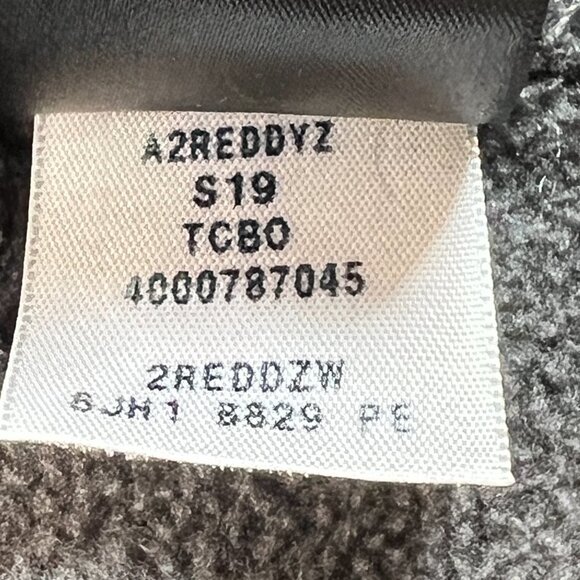 A2REDDYZ
S19
TCBO
4000787045
2REDDZW
6JH1 8829 PE